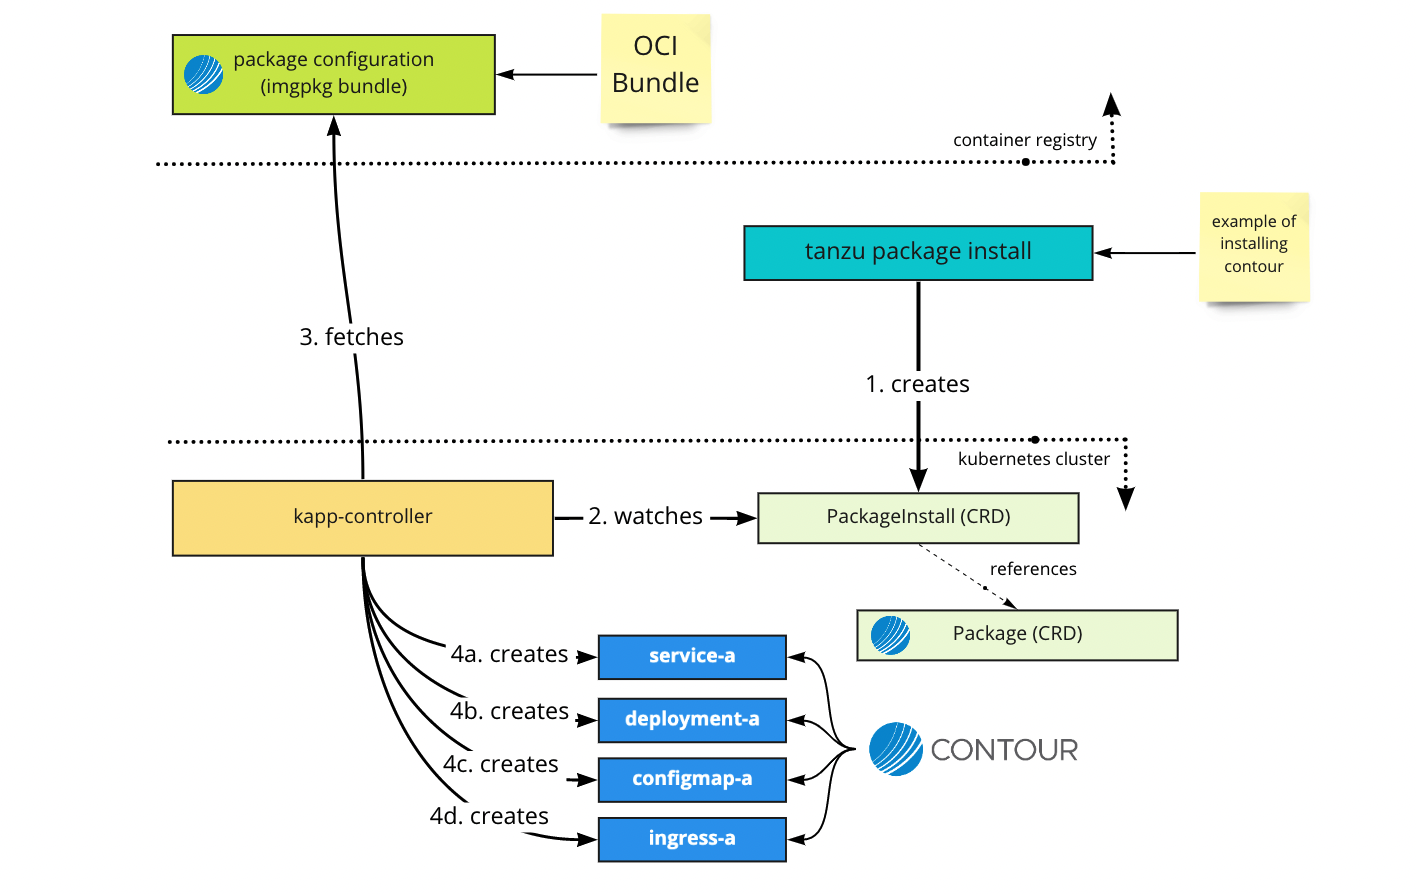 package configuration
(imgpkg bundle)
OCI
Bundle
container registry
example of
installing
contour
tanzu package install
3. fetches
1. creates
kubernetes cluster
kapp-controller
2. watches
PackageInstall (CRD)
references
Package (CRD)
4a. creates
service-a
4b. creates
deployment-a
CONTOUR
4c. creates
configmap-a
4d. creates
ingress-a